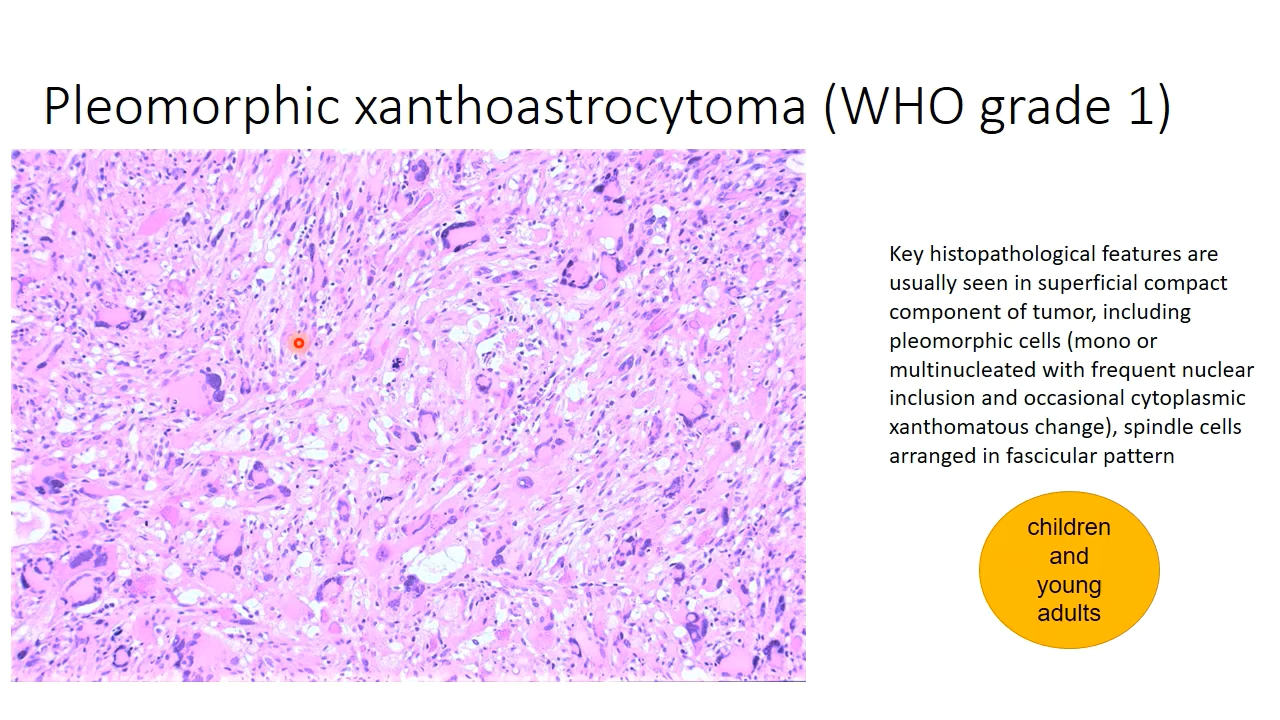 Pleomorphic xanthoastrocytoma (WHO grade 1)
Key histopathological features are
usually seen in superficial compact
component of tumor, including
pleomorphic cells (mono or
multinucleated with frequent nuclear
inclusion and occasional cytoplasmic
xanthomatous change), spindle cells
arranged in fascicular pattern
children
and
young
adults